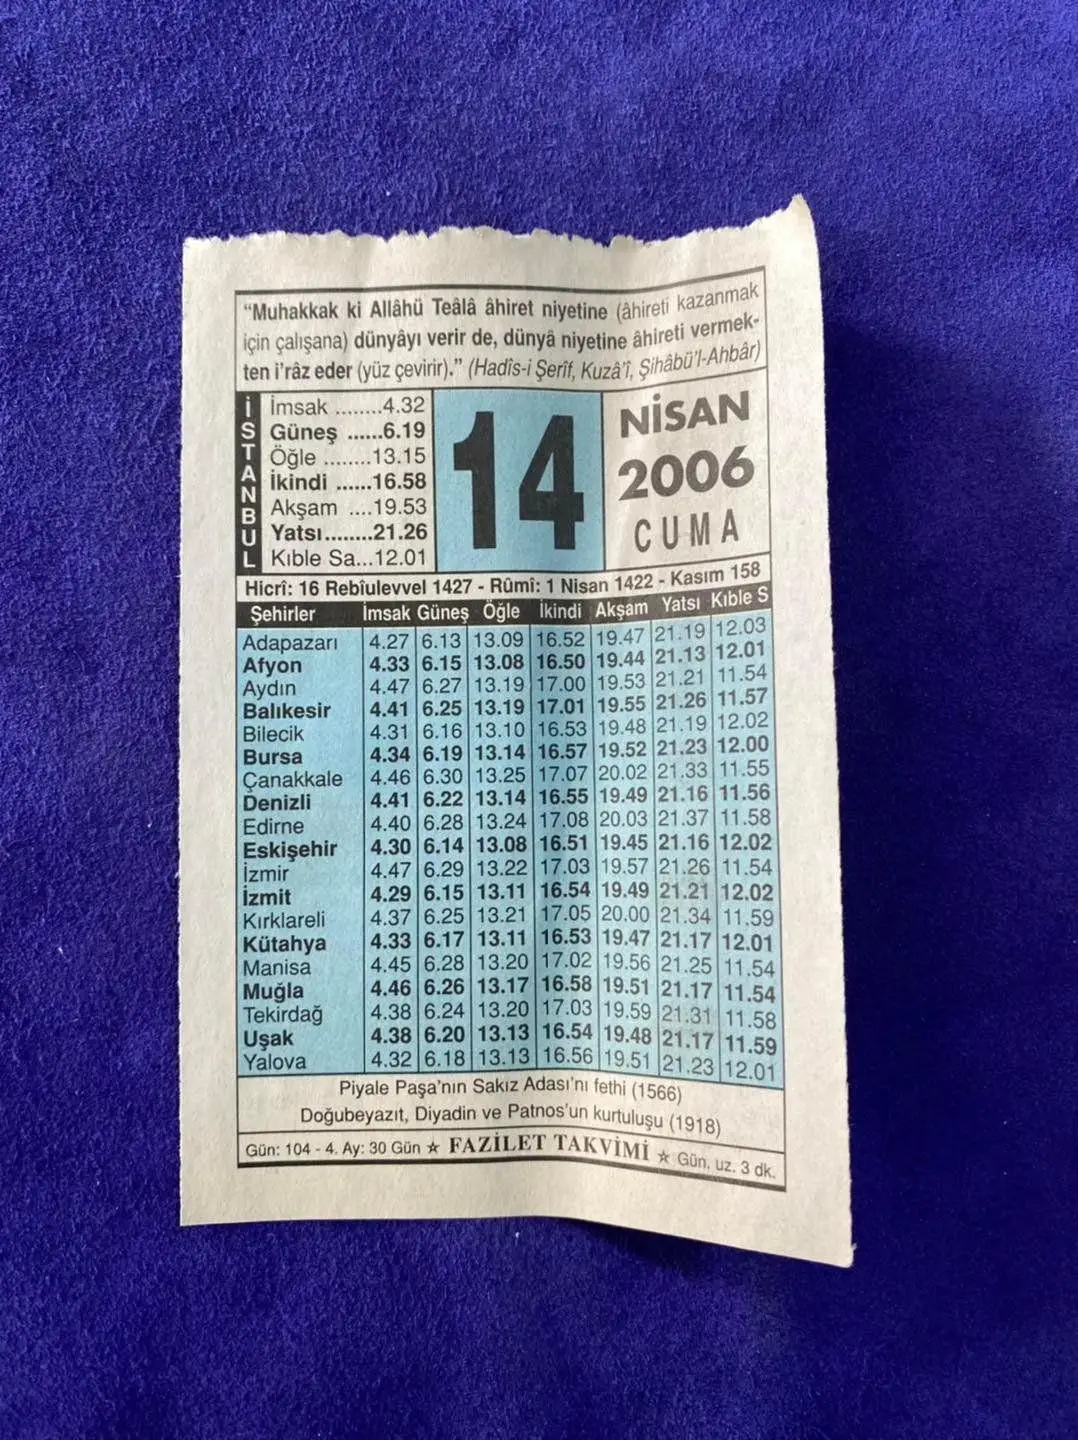 “Muhakkak ki Allâhü Teâlâ âhiret niyetine (âhireti kazanmak
için çalışana) dünyâyı verir de, dünyâ niyetine âhireti vermek-
ten i’râz eder (yüz çevirir).” (Hadîs-i Şerîf, Kuzâ’î, Şihâbü’l-Ahbâr)
İSTANBUL
İmsak ........4.32
Güneş ......6.19
Öğle ........13.15
İkindi ......16.58
Akşam ....19.53
Yatsı........21.26
Kıble Sa...12.01
14
NİSAN
2006
CUMA
Hicrî: 16 Rebîulevvel 1427 - Rûmî: 1 Nisan 1422 - Kasım 158
Şehirler İmsak Güneş Öğle İkindi Akşam Yatsı Kıble S
Adapazarı 4.27 6.13 13.09 16.52 19.47 21.19 12.03
Afyon 4.33 6.15 13.08 16.50 19.44 21.13 12.01
Aydın 4.47 6.27 13.19 17.00 19.53 21.21 11.54
Balıkesir 4.41 6.25 13.19 17.01 19.55 21.26 11.57
Bilecik 4.31 6.16 13.10 16.53 19.48 21.19 12.02
Bursa 4.34 6.19 13.14 16.57 19.52 21.23 12.00
Çanakkale 4.46 6.30 13.25 17.07 20.02 21.33 11.55
Denizli 4.41 6.22 13.14 16.55 19.49 21.16 11.56
Edirne 4.40 6.28 13.24 17.08 20.03 21.37 11.58
Eskişehir 4.30 6.14 13.08 16.51 19.45 21.16 12.02
İzmir 4.47 6.29 13.22 17.03 19.57 21.26 11.54
İzmit 4.29 6.15 13.11 16.54 19.49 21.21 12.02
Kırklareli 4.37 6.25 13.21 17.05 20.00 21.34 11.59
Kütahya 4.33 6.17 13.11 16.53 19.47 21.17 12.01
Manisa 4.45 6.28 13.20 17.02 19.56 21.25 11.54
Muğla 4.46 6.26 13.17 16.58 19.51 21.17 11.54
Tekirdağ 4.38 6.24 13.20 17.03 19.59 21.31 11.58
Uşak 4.38 6.20 13.13 16.54 19.48 21.17 11.59
Yalova 4.32 6.18 13.13 16.56 19.51 21.23 12.01
Piyale Paşa’nın Sakız Adası’nı fethi (1566)
Doğubeyazıt, Diyadin ve Patnos’un kurtuluşu (1918)
Gün: 104 - 4. Ay: 30 Gün ☆ FAZİLET TAKVİMİ ☆ Gün. uz. 3 dk.